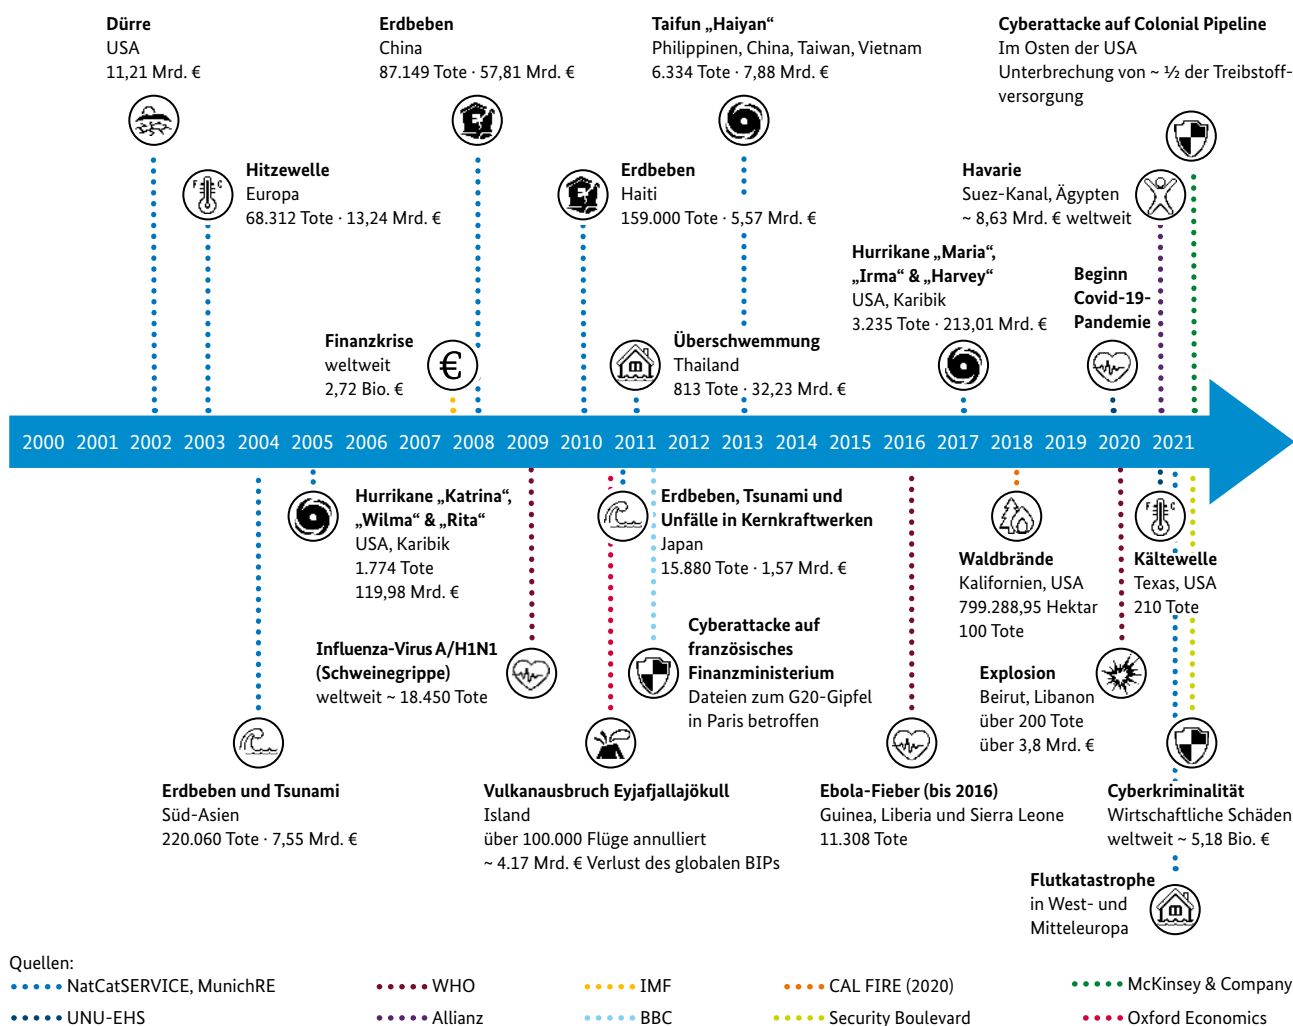 Dürre
USA
11,21 Mrd. €
Erdbeben
China
87.149 Tote · 57,81 Mrd. €
Taifun „Haiyan“
Philippinen, China, Taiwan, Vietnam
6.334 Tote · 7,88 Mrd. €
Cyberattacke auf Colonial Pipeline
Im Osten der USA
Unterbrechung von ~ ½ der Treibstoff-
versorgung
F C
Hitzewelle
Europa
68.312 Tote · 13,24 Mrd. €
Erdbeben
Haiti
159.000 Tote · 5,57 Mrd. €
Havarie
Suez-Kanal, Ägypten
~ 8,63 Mrd. € weltweit
Hurrikane „Maria“,
„Irma“ & „Harvey“
USA, Karibik
3.235 Tote · 213,01 Mrd. €
Beginn
Covid-19-
Pandemie
Finanzkrise
weltweit
2,72 Bio. €
€
Überschwemmung
Thailand
813 Tote · 32,23 Mrd. €
2000 2001 2002 2003 2004 2005 2006 2007 2008 2009 2010 2011 2012 2013 2014 2015 2016 2017 2018 2019 2020 2021
Hurrikane „Katrina“,
„Wilma“ & „Rita“
USA, Karibik
1.774 Tote
119,98 Mrd. €
Erdbeben, Tsunami und
Unfälle in Kernkraftwerken
Japan
15.880 Tote · 1,57 Mrd. €
Waldbrände
Kalifornien, USA
799.288,95 Hektar
100 Tote
F C
Kältewelle
Texas, USA
210 Tote
Influenza-Virus A/H1N1
(Schweinegrippe)
weltweit ~ 18.450 Tote
Cyberattacke auf
französisches
Finanzministerium
Dateien zum G20-Gipfel
in Paris betroffen
Explosion
Beirut, Libanon
über 200 Tote
über 3,8 Mrd. €
Erdbeben und Tsunami
Süd-Asien
220.060 Tote · 7,55 Mrd. €
Vulkanausbruch Eyjafjallajökull
Island
über 100.000 Flüge annulliert
~ 4.17 Mrd. € Verlust des globalen BIPs
Ebola-Fieber (bis 2016)
Guinea, Liberia und Sierra Leone
11.308 Tote
Cyberkriminalität
Wirtschaftliche Schäden
weltweit ~ 5,18 Bio. €
Flutkatastrophe
in West- und
Mitteleuropa
Quellen:
NatCatSERVICE, MunichRE
WHO
IMF
CAL FIRE (2020)
McKinsey & Company
UNU-EHS
Allianz
BBC
Security Boulevard
Oxford Economics